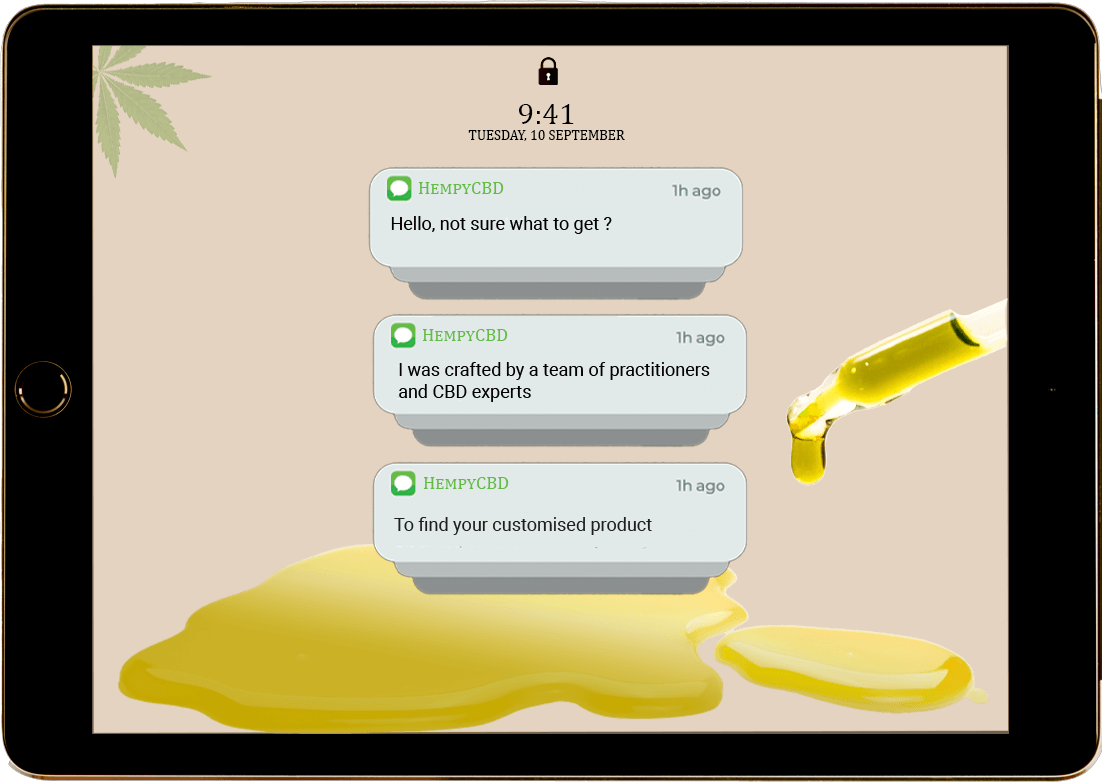 9:41
TUESDAY, 10 SEPTEMBER
HEMPYCBD
1h ago
Hello, not sure what to get ?
HEMPYCBD
1h ago
I was crafted by a team of practitioners
and CBD experts
HEMPYCBD
1h ago
To find your customised product